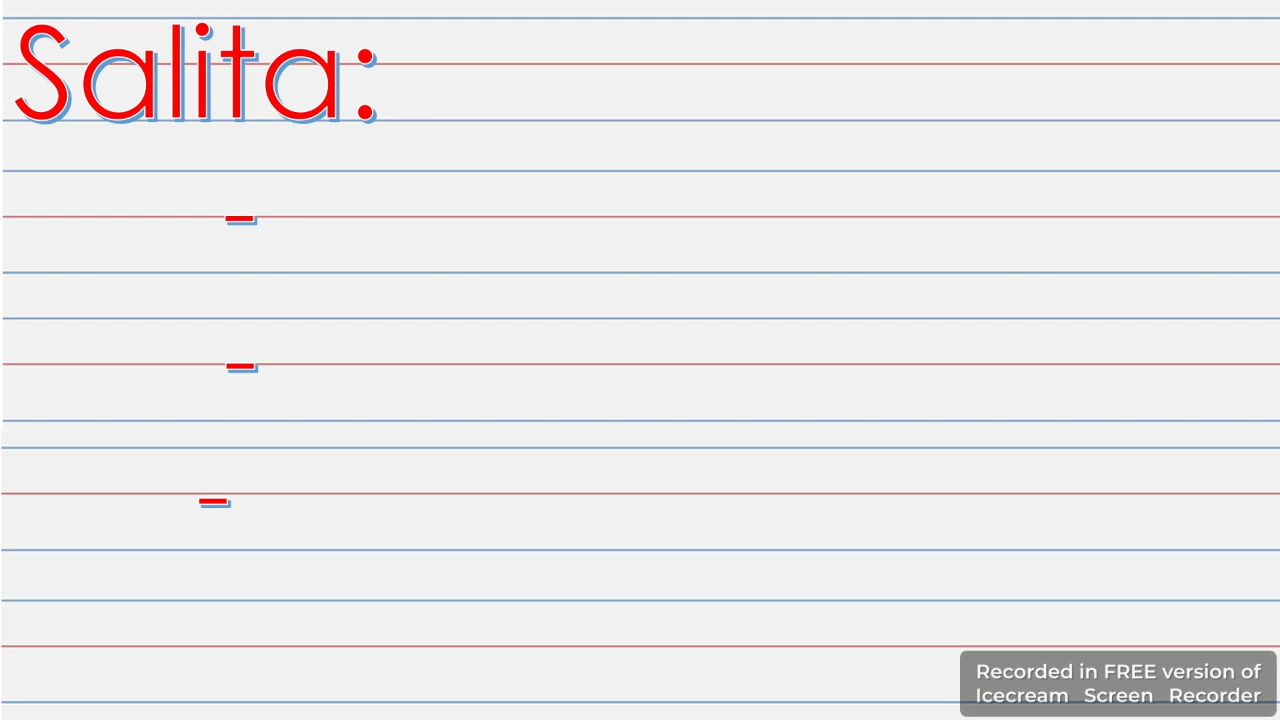 Salita:
-
-
-
Recorded in FREE version of
Icecream Screen Recorder